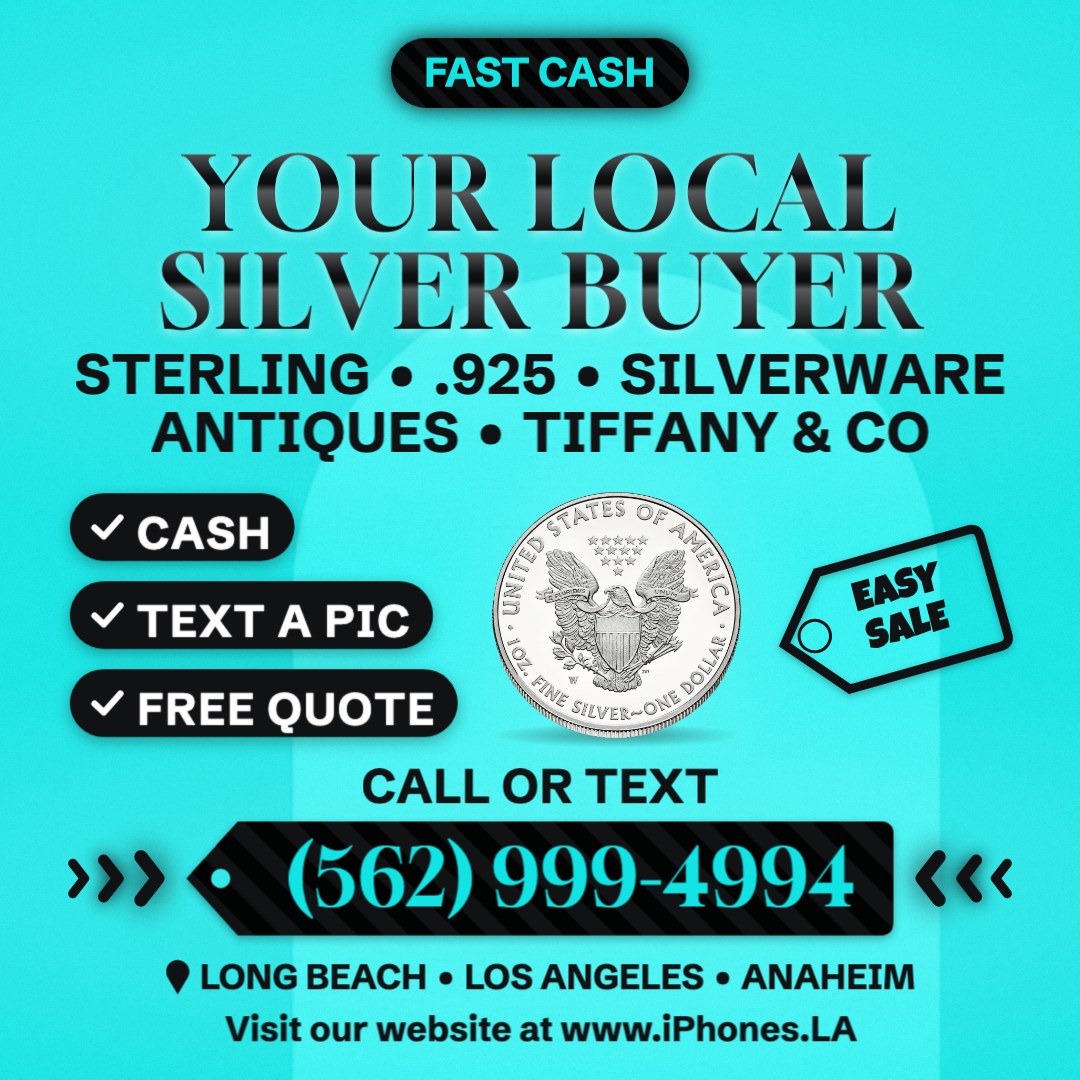 FAST CASH
YOUR LOCAL
SILVER BUYER
STERLING • .925 • SILVERWARE
ANTIQUES • TIFFANY & CO
CASH
TEXT A PIC
FREE QUOTE
UNITED STATES OF AMERICA
PLURIBUS UNUM
W
1 OZ. FINE SILVER~ONE DOLLAR
EASY
SALE
CALL OR TEXT
(562) 999-4994
LONG BEACH • LOS ANGELES • ANAHEIM
Visit our website at www.iPhones.LA